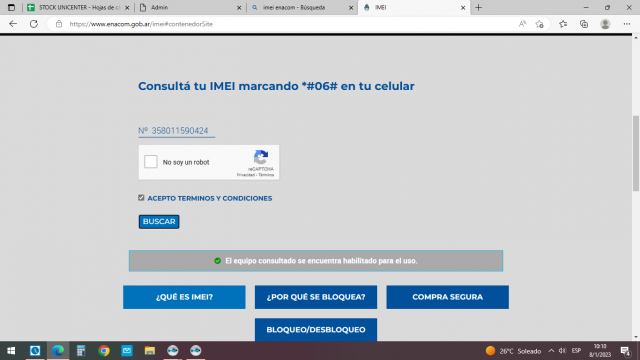 STOCK UNICENTER - Hojas de cá
Admin
imei enacom - Búsqueda
IMEI
https://www.enacom.gob.ar/imei#contenedorSite
Consultá tu IMEI marcando *#06# en tu celular
Nº 358011590424
No soy un robot
reCAPTCHA
Privacidad - Términos
ACEPTO TERMINOS Y CONDICIONES
BUSCAR
El equipo consultado se encuentra habilitado para el uso.
¿QUÉ ES IMEI?
¿POR QUÉ SE BLOQUEA?
COMPRA SEGURA
BLOQUEO/DESBLOQUEO
26°C Soleado
ESP
10:10
8/1/2023
4